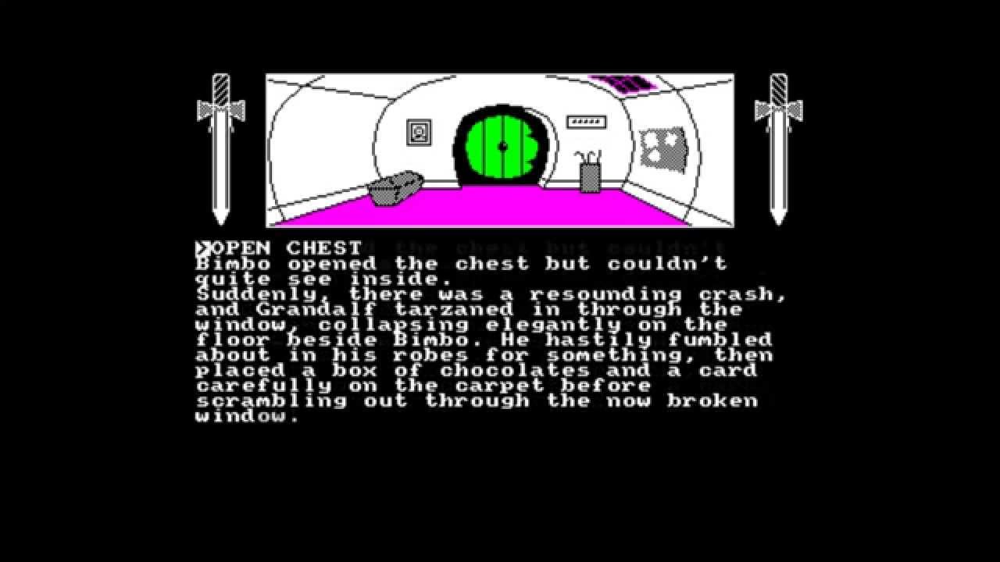 >OPEN CHEST
Bimbo opened the chest but couldn't
quite see inside.
Suddenly, there was a resounding crash,
and Grandalf tarzaned in through the
window, collapsing elegantly on the
floor beside Bimbo. He hastily fumbled
about in his robes for something, then
placed a box of chocolates and a card
carefully on the carpet before
scrambling out through the now broken
window.